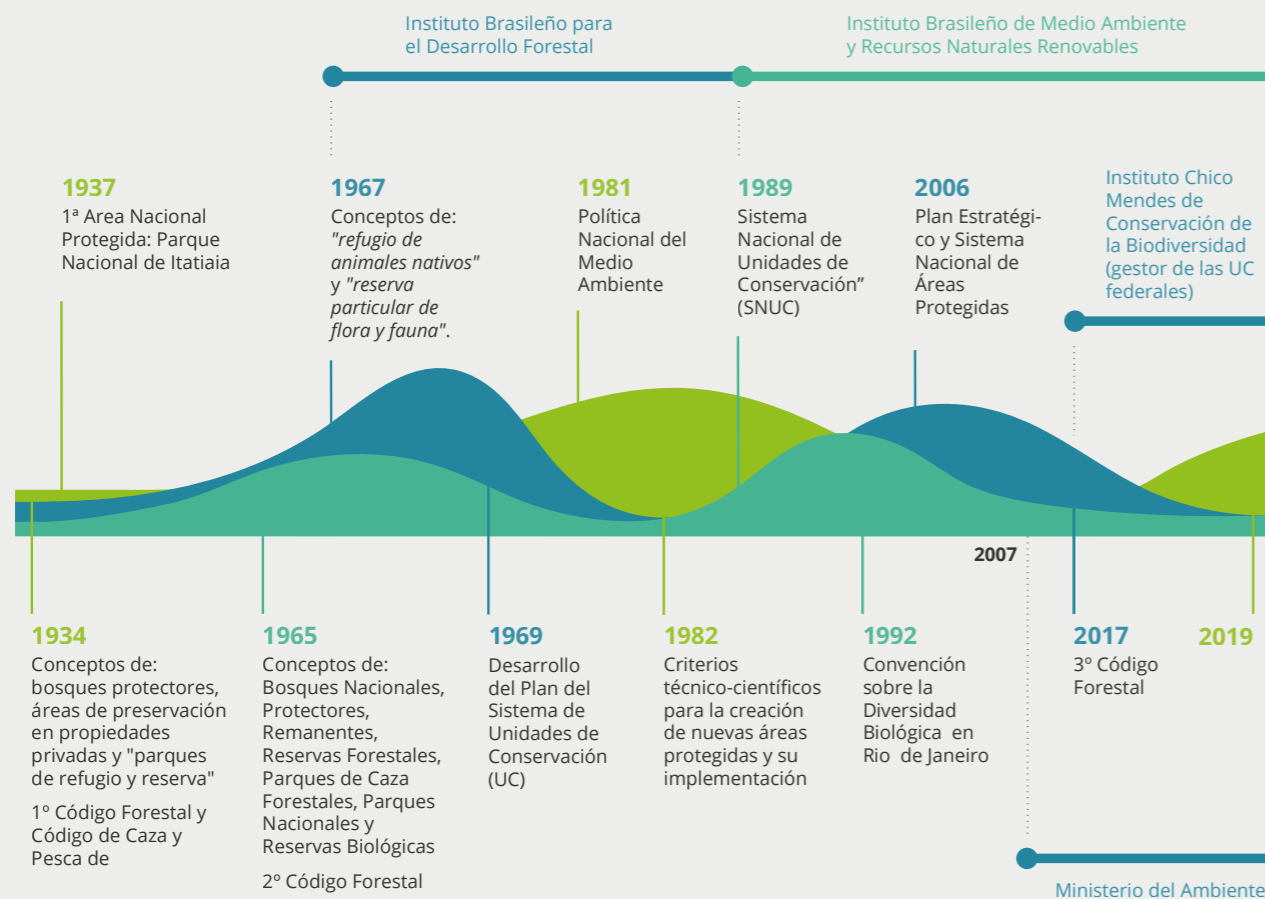 Instituto Brasileño para
el Desarrollo Forestal
Instituto Brasileño de Medio Ambiente
y Recursos Naturales Renovables
1937
1ª Area Nacional
Protegida: Parque
Nacional de Itatiaia
1967
Conceptos de:
"refugio de
animales nativos"
y "reserva
particular de
flora y fauna".
1981
Política
Nacional del
Medio
Ambiente
1989
Sistema
Nacional de
Unidades de
Conservación”
(SNUC)
2006
Plan Estratégi-
co y Sistema
Nacional de
Áreas
Protegidas
Instituto Chico
Mendes de
Conservación de
la Biodiversidad
(gestor de las UC
federales)
2007
1934
Conceptos de:
bosques protectores,
áreas de preservación
en propiedades
privadas y "parques
de refugio y reserva"
1º Código Forestal y
Código de Caza y
Pesca de
1965
Conceptos de:
Bosques Nacionales,
Protectores,
Remanentes,
Reservas Forestales,
Parques de Caza
Forestales, Parques
Nacionales y
Reservas Biológicas
2º Código Forestal
1969
Desarrollo
del Plan del
Sistema de
Unidades de
Conservación
(UC)
1982
Criterios
técnico-científicos
para la creación
de nuevas áreas
protegidas y su
implementación
1992
Convención
sobre la
Diversidad
Biológica en
Rio de Janeiro
2017
3º Código
Forestal
2019
Ministerio del Ambiente